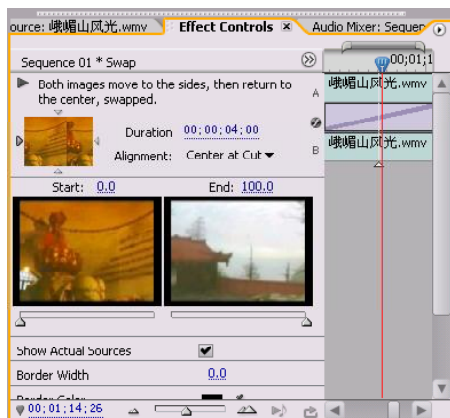 ource: 峨嵋山风光.wmv Effect Controls × Audio Mixer: Sequen
Sequence 01 * Swap 00;01;1
Both images move to the sides, then return to the center, swapped.
A 峨嵋山风光.wmv
Duration 00;00;04;00
Alignment: Center at Cut
B 峨嵋山风光.wmv
Start: 0.0 End: 100.0
Show Actual Sources
Border Width 0.0
Border Color
00;01;14;26